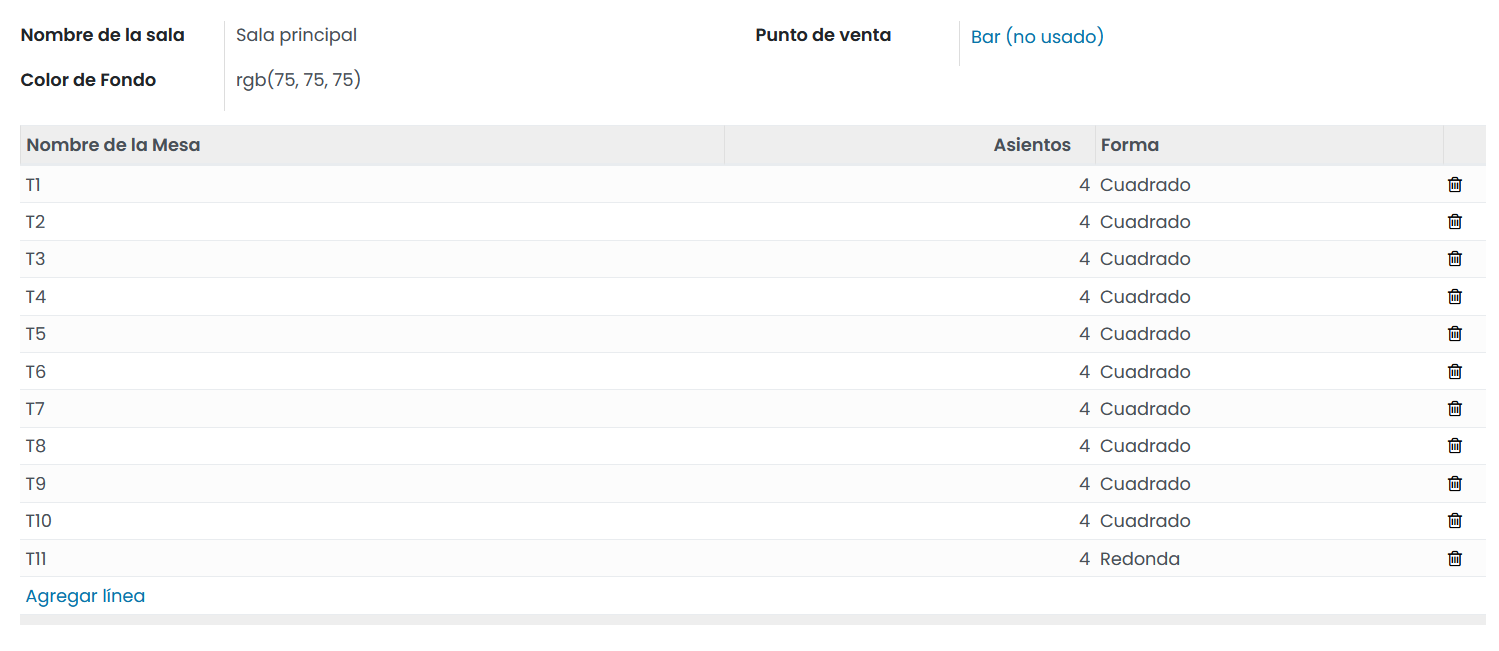 Nombre de la sala Sala principal Punto de venta Bar (no usado)
Color de Fondo rgb(75, 75, 75)
Nombre de la Mesa Asientos Forma
T1 4 Cuadrado
T2 4 Cuadrado
T3 4 Cuadrado
T4 4 Cuadrado
T5 4 Cuadrado
T6 4 Cuadrado
T7 4 Cuadrado
T8 4 Cuadrado
T9 4 Cuadrado
T10 4 Cuadrado
T11 4 Redonda
Agregar línea